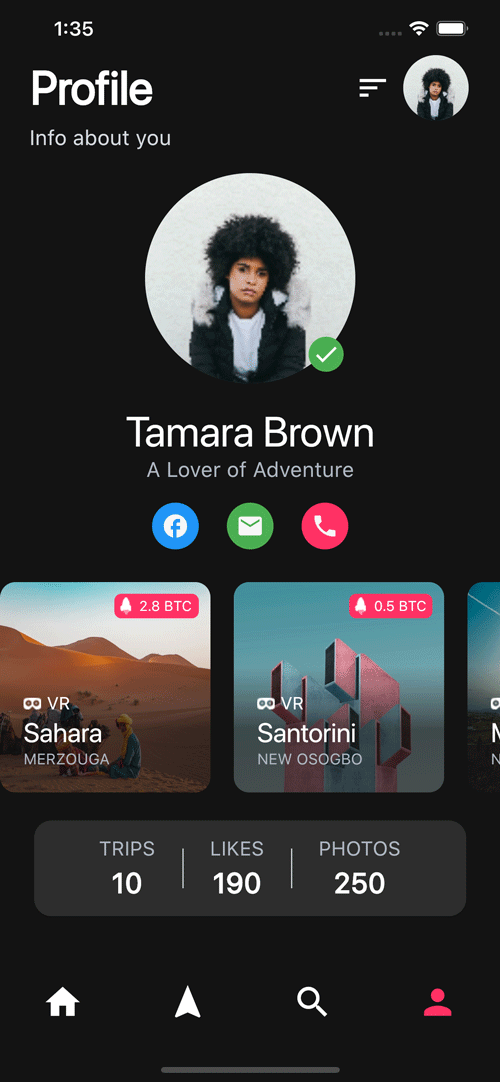 1:35
Profile
Info about you
Tamara Brown
A Lover of Adventure
2.8 BTC
0.5 BTC
VR
VR
Sahara
Santorini
M
MERZOUGA
NEW OSOGBO
N
TRIPS
LIKES
PHOTOS
10
190
250